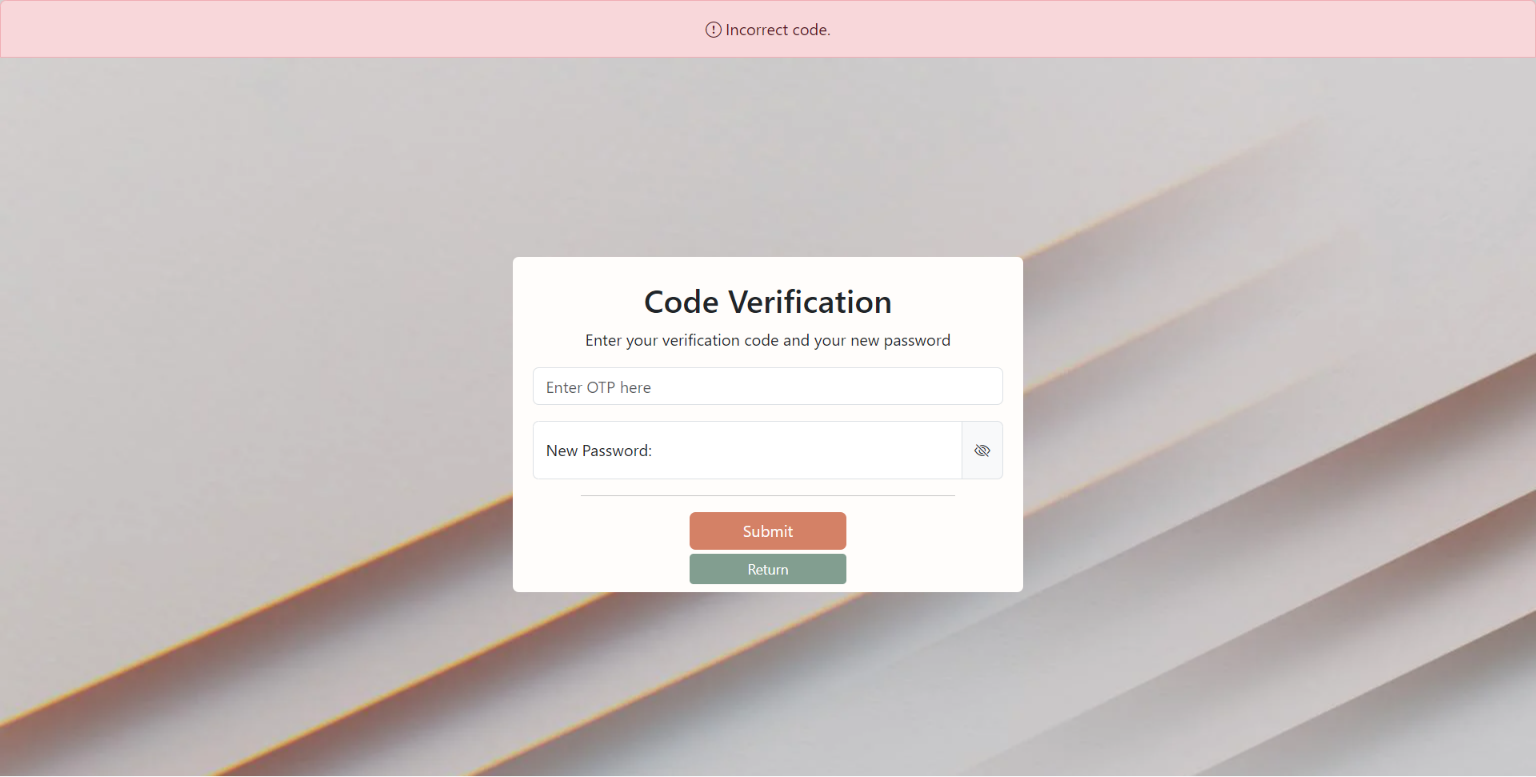 Incorrect code.
Code Verification
Enter your verification code and your new password
Enter OTP here
New Password:
Submit
Return